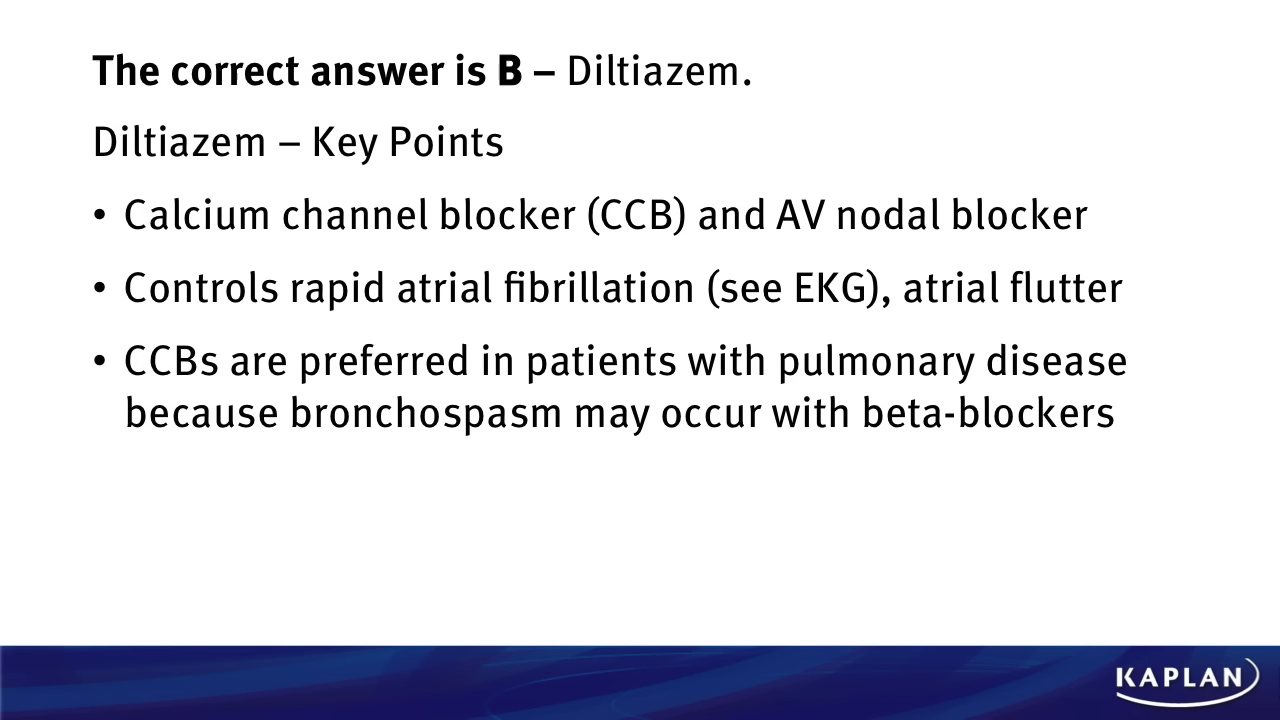 The correct answer is B – Diltiazem.
Diltiazem – Key Points
• Calcium channel blocker (CCB) and AV nodal blocker
• Controls rapid atrial fibrillation (see EKG), atrial flutter
• CCBs are preferred in patients with pulmonary disease
because bronchospasm may occur with beta-blockers
KAPLAN